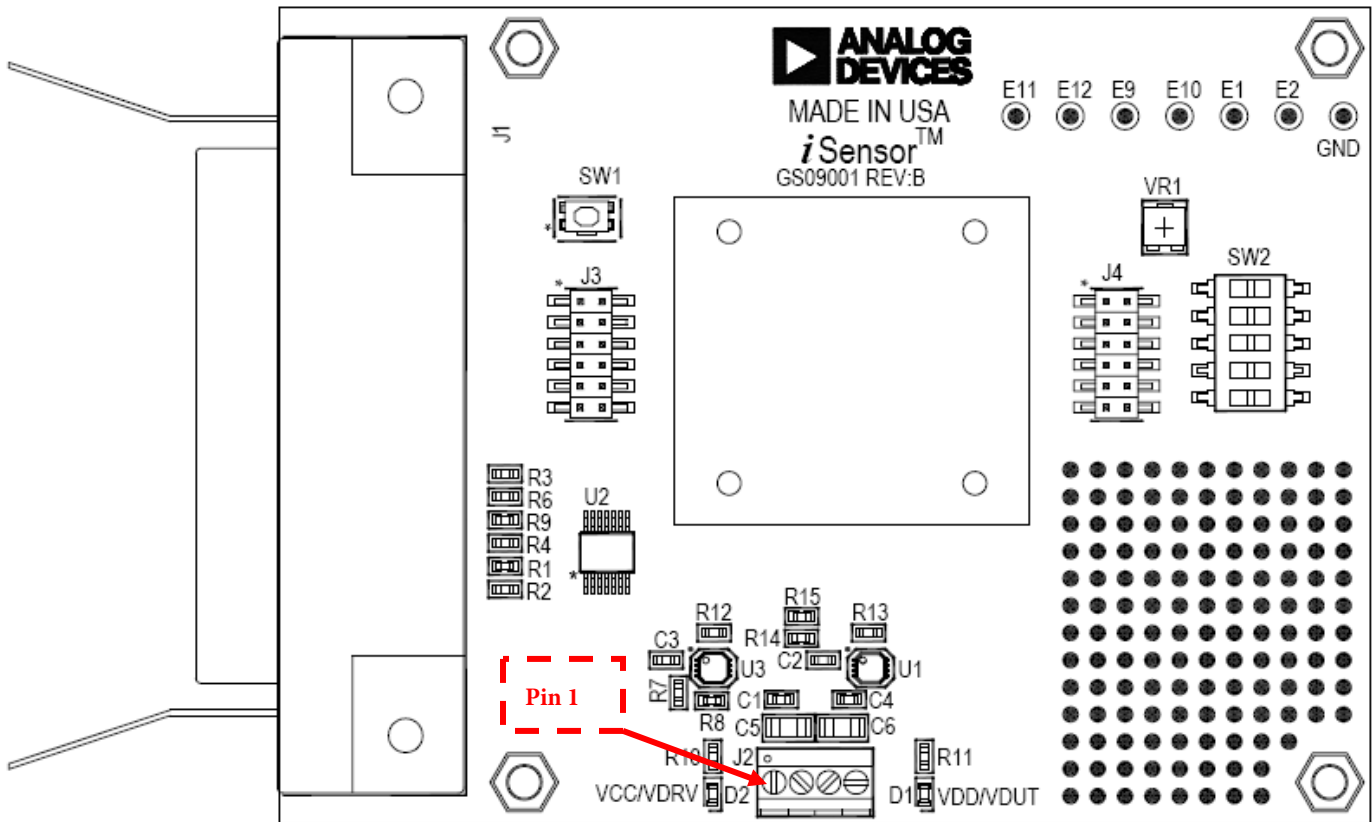 ANALOG
DEVICES
MADE IN USA
iSensor™
GS09001 REV:B
E11 E12 E9 E10 E1 E2
GND
J1
SW1
VR1
SW2
* J3
* J4
*
R3
R6
R9
R4
R1
R2
U2
*
R12
R15
R13
R14
C3
C2
U3
U1
R7
Pin 1
C1
C4
R8
C5
C6
R10
J2
R11
VCC/VDRV
D2
D1
VDD/VDUT